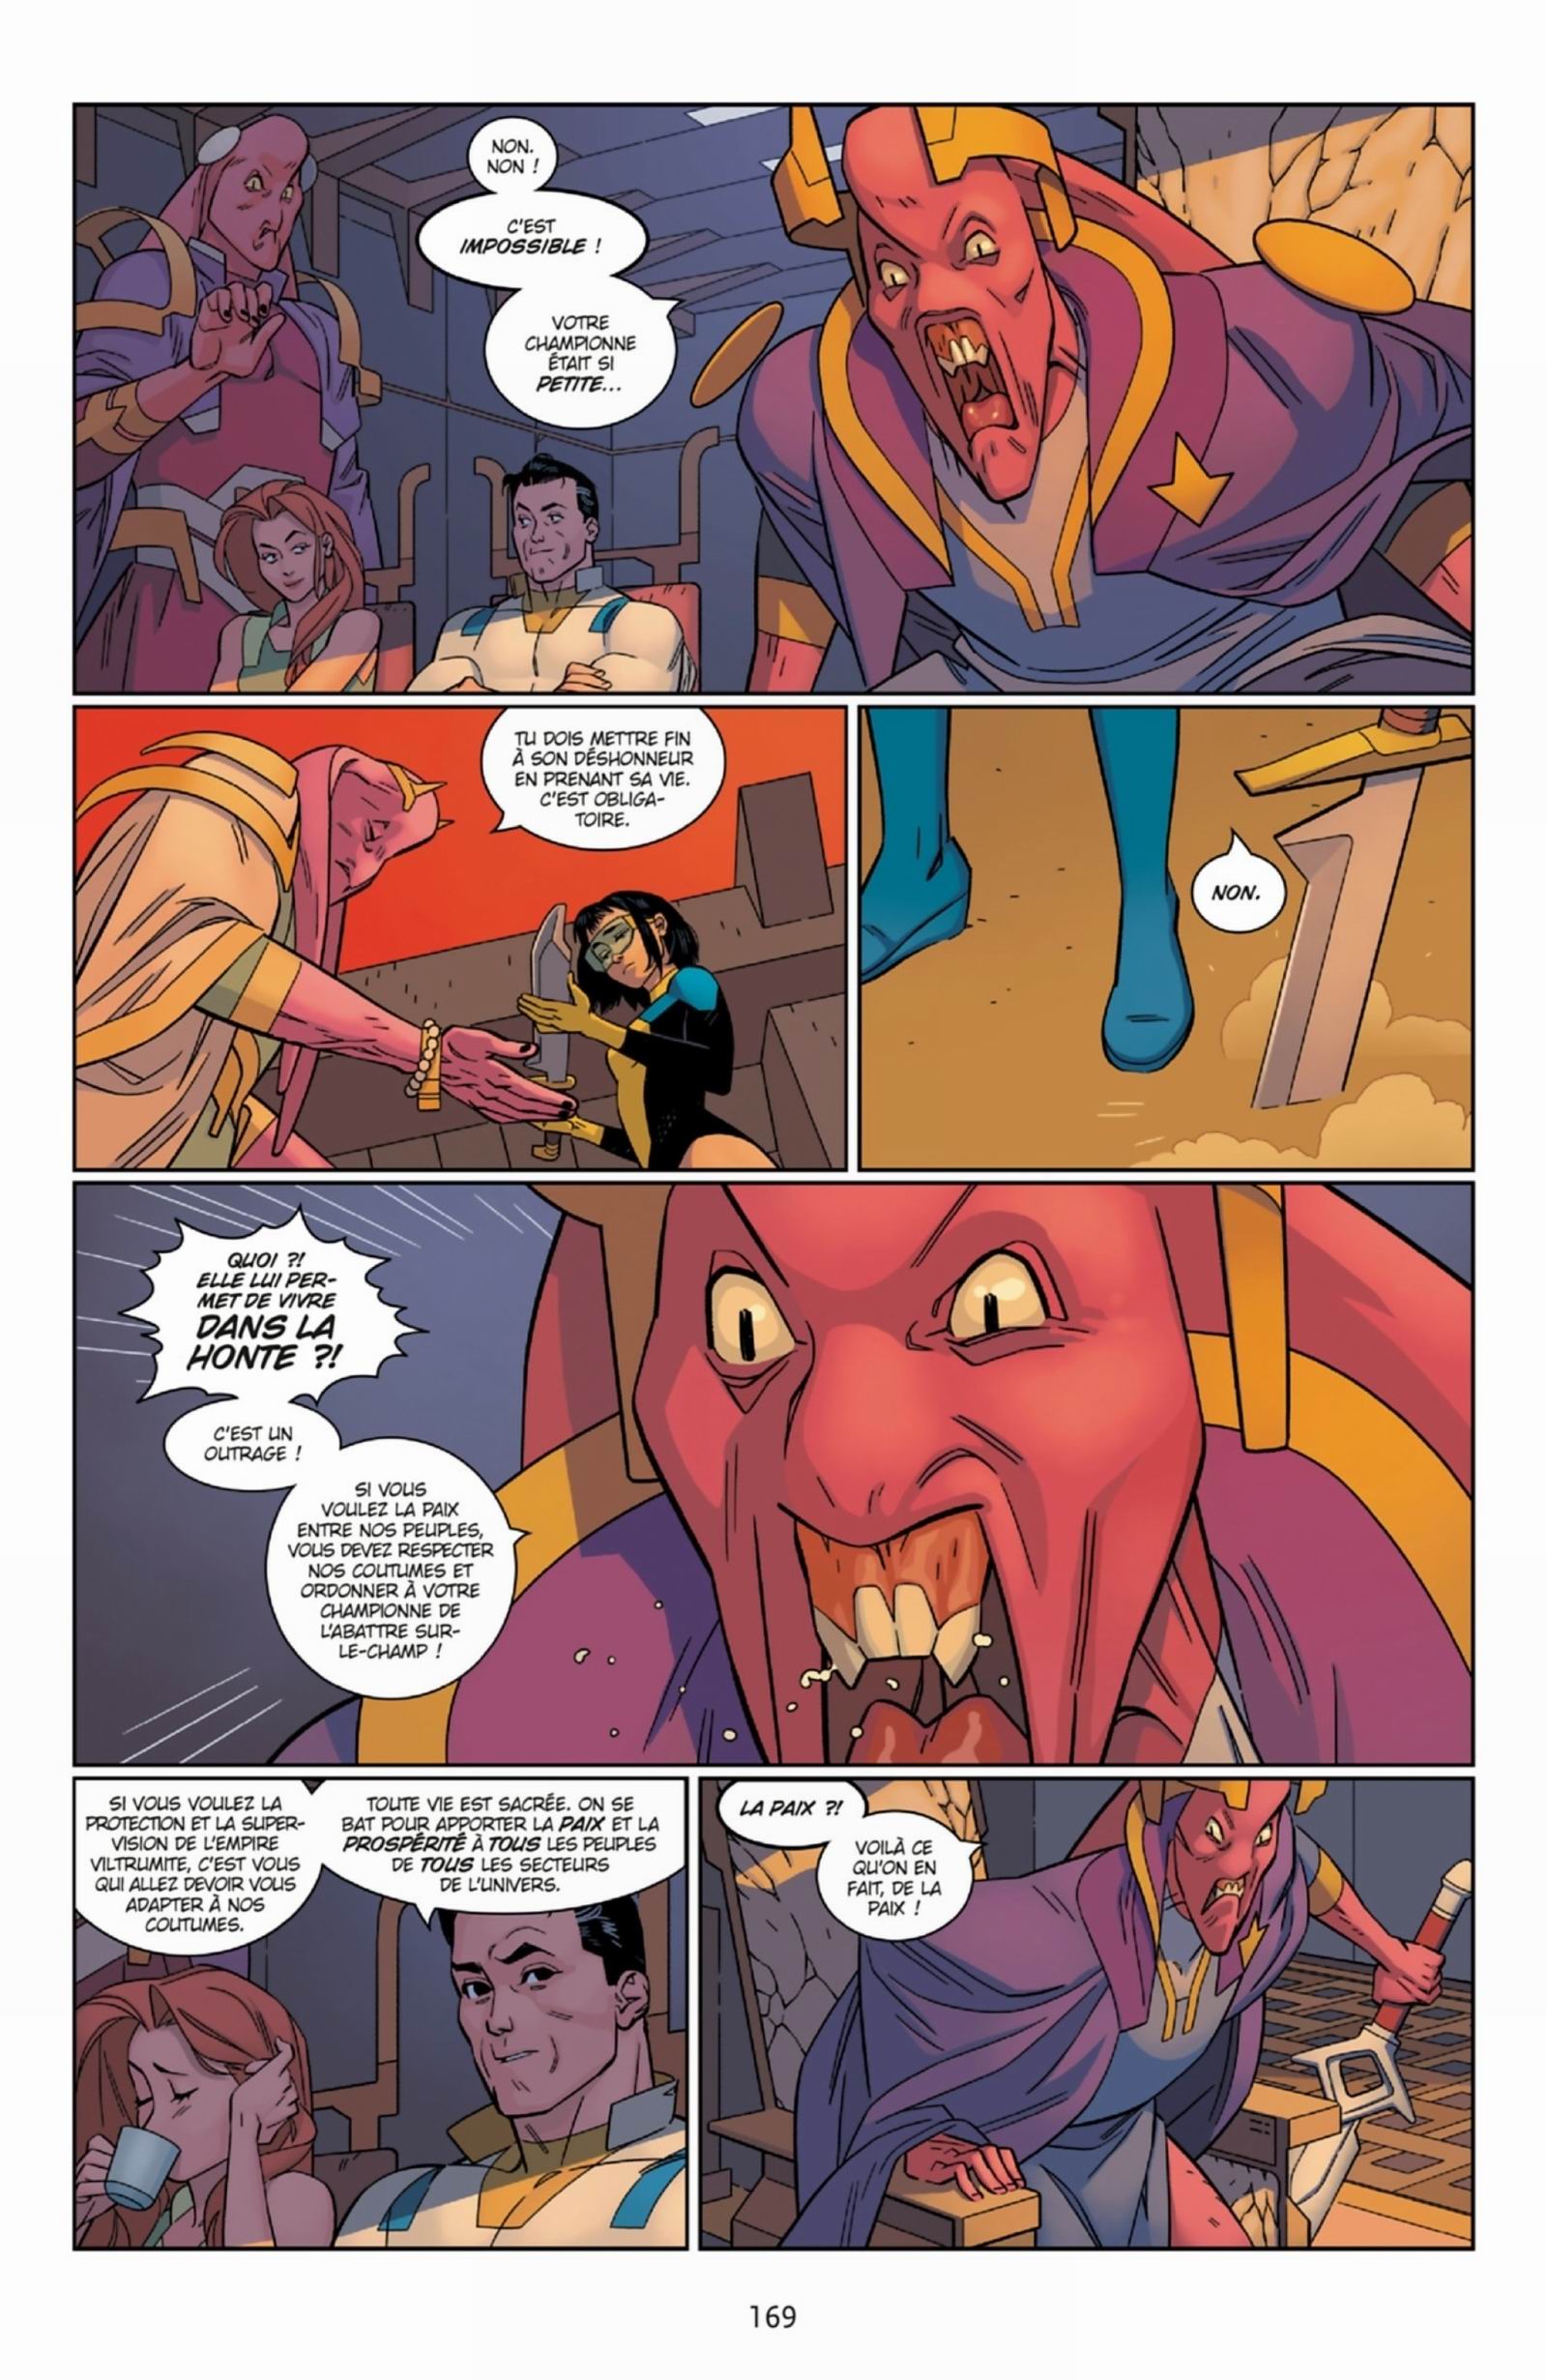 NON.
NON !
C'EST
IMPOSSIBLE !
VOTRE
CHAMPIONNE
ÉTAIT SI
PETITE...
TU DOIS METTRE FIN
À SON DÉSHONNEUR
EN PRENANT SA VIE.
C'EST OBLIGA-
TOIRE.
NON.
QUOI ?!
ELLE LUI PER-
MET DE VIVRE
DANS LA
HONTE ?!
C'EST UN
OUTRAGE !
SI VOUS
VOULEZ LA PAIX
ENTRE NOS PEUPLES,
VOUS DEVEZ RESPECTER
NOS COUTUMES ET
ORDONNER À VOTRE
CHAMPIONNE DE
L'ABATTRE SUR-
LE-CHAMP !
SI VOUS VOULEZ LA
PROTECTION ET LA SUPER-
VISION DE L'EMPIRE
VILTRUMITE, C'EST VOUS
QUI ALLEZ DEVOIR VOUS
ADAPTER À NOS
COUTUMES.
TOUTE VIE EST SACRÉE. ON SE
BAT POUR APPORTER LA PAIX ET LA
PROSPÉRITÉ À TOUS LES PEUPLES
DE TOUS LES SECTEURS
DE L'UNIVERS.
LA PAIX ?!
VOILÀ CE
QU'ON EN
FAIT, DE LA
PAIX !
169